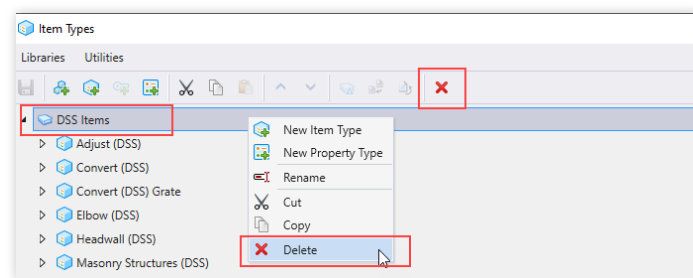 Item Types
Libraries Utilities
DSS Items
Adjust (DSS)
Convert (DSS)
Convert (DSS) Grate
Elbow (DSS)
Headwall (DSS)
Masonry Structures (DSS)
New Item Type
New Property Type
Rename
Cut
Copy
Delete